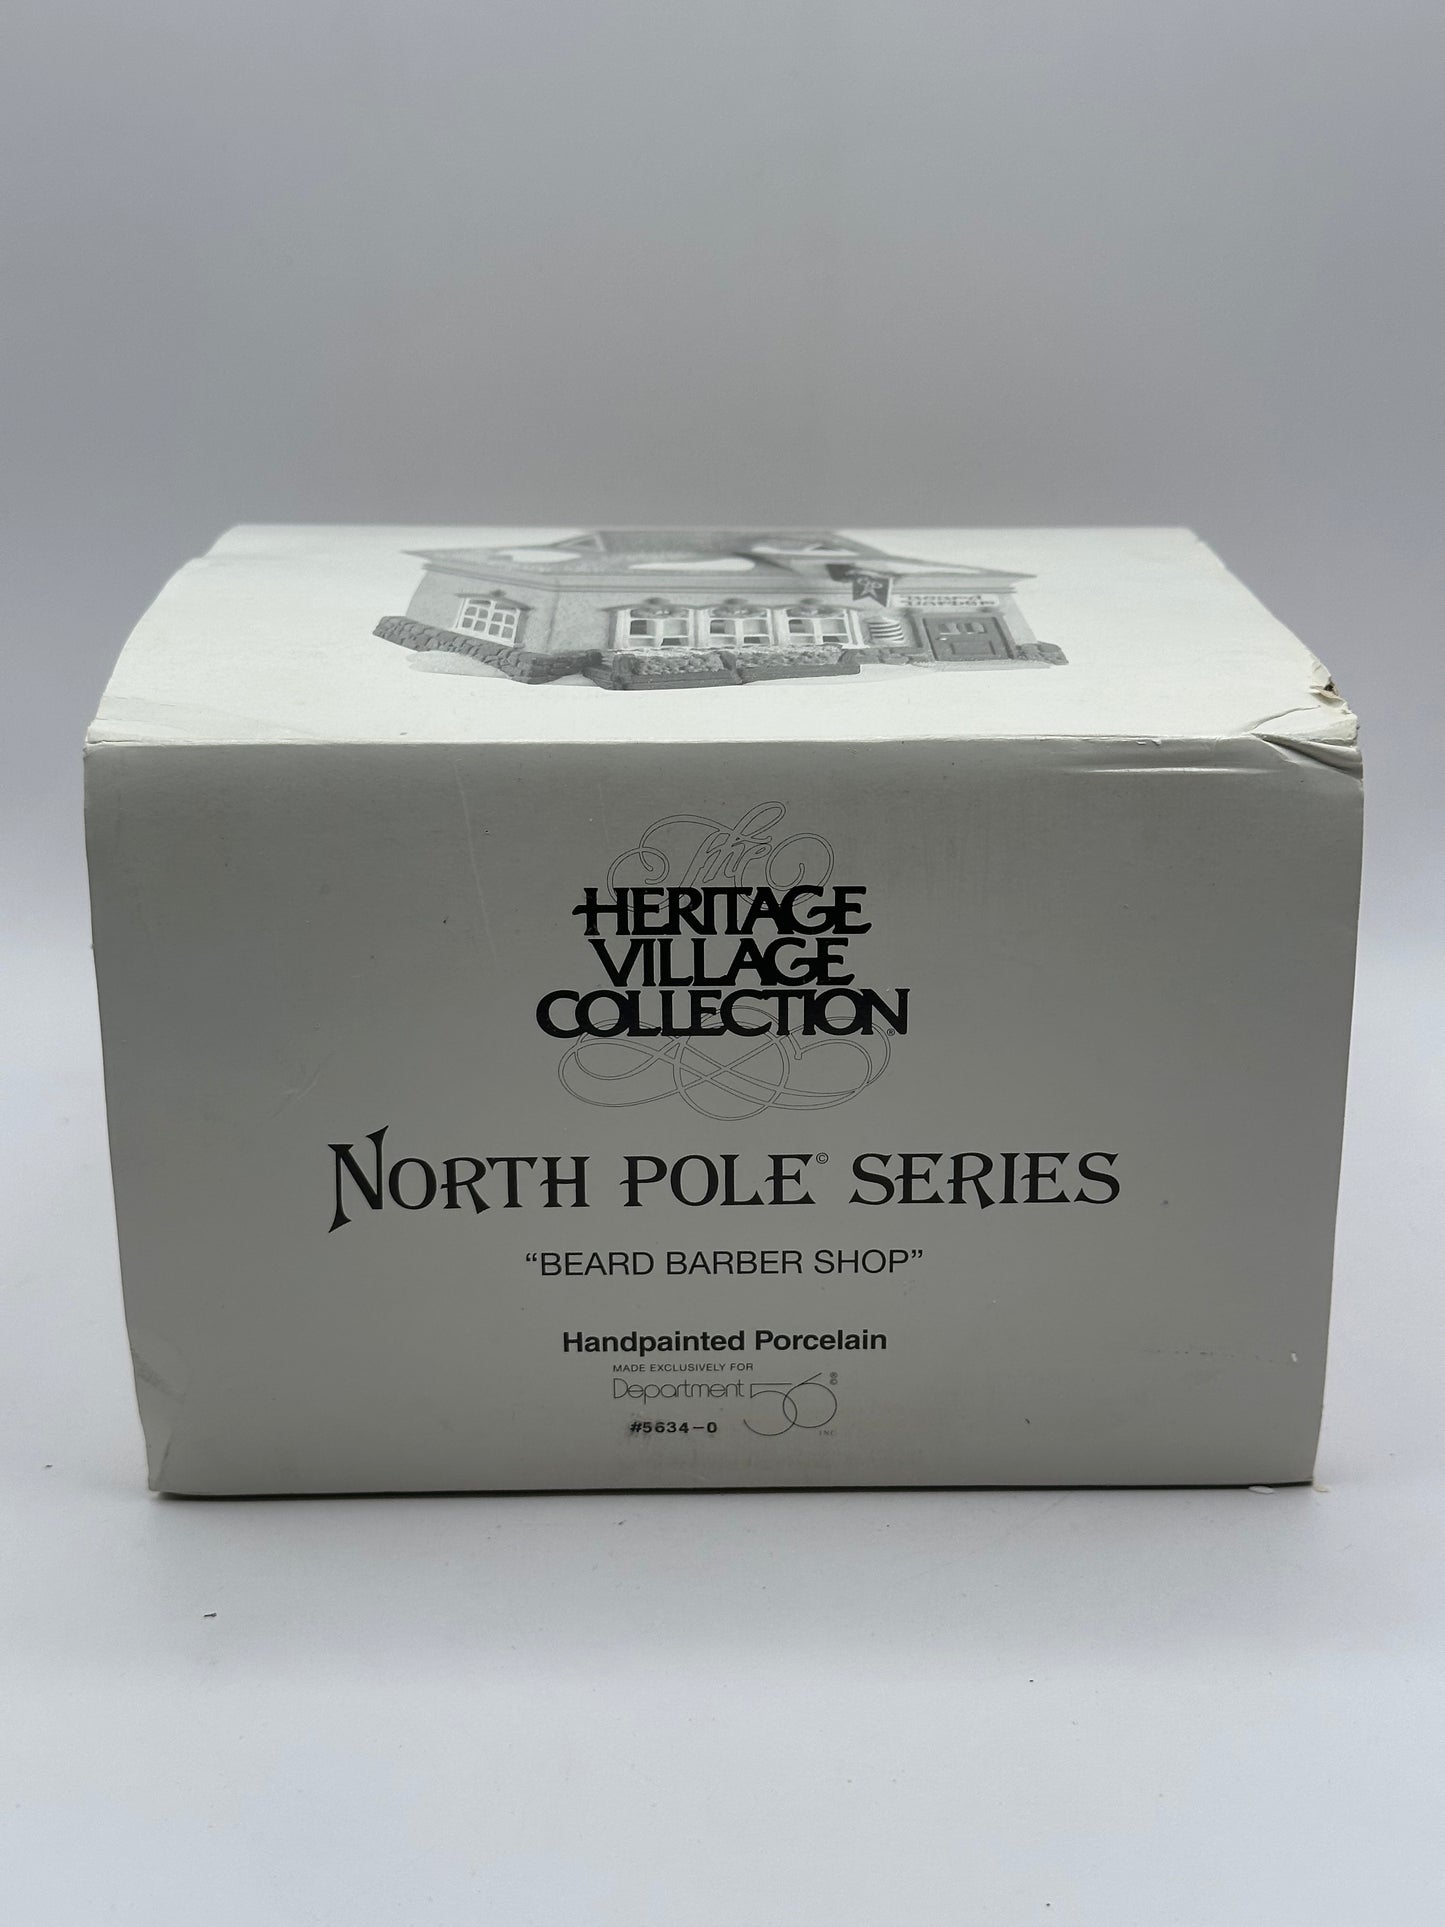 The
HERITAGE
VILLAGE
COLLECTION®
NORTH POLE© SERIES
“BEARD BARBER SHOP”
Handpainted Porcelain
MADE EXCLUSIVELY FOR
Department 56
INC
#5634-0